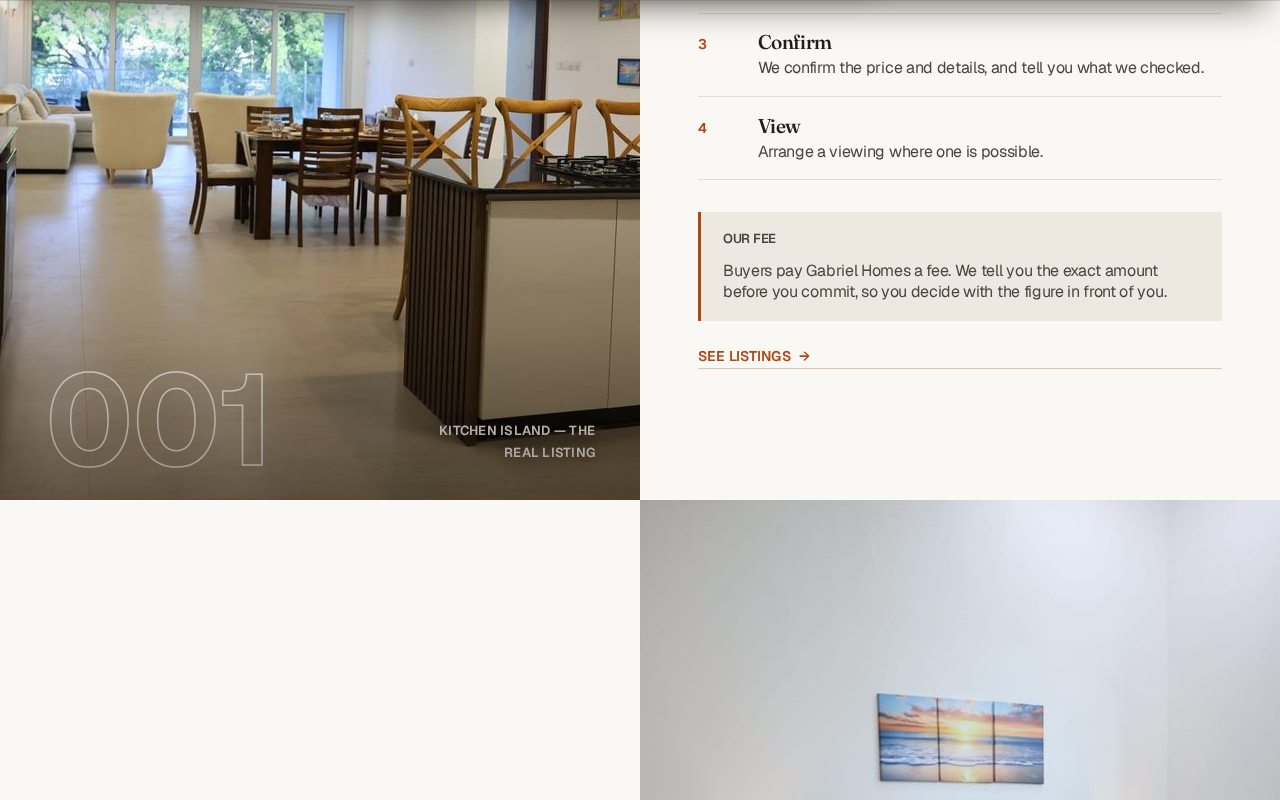 3
Confirm
We confirm the price and details, and tell you what we checked.
4
View
Arrange a viewing where one is possible.
OUR FEE
Buyers pay Gabriel Homes a fee. We tell you the exact amount
before you commit, so you decide with the figure in front of you.
SEE LISTINGS →
001
KITCHEN ISLAND — THE
REAL LISTING